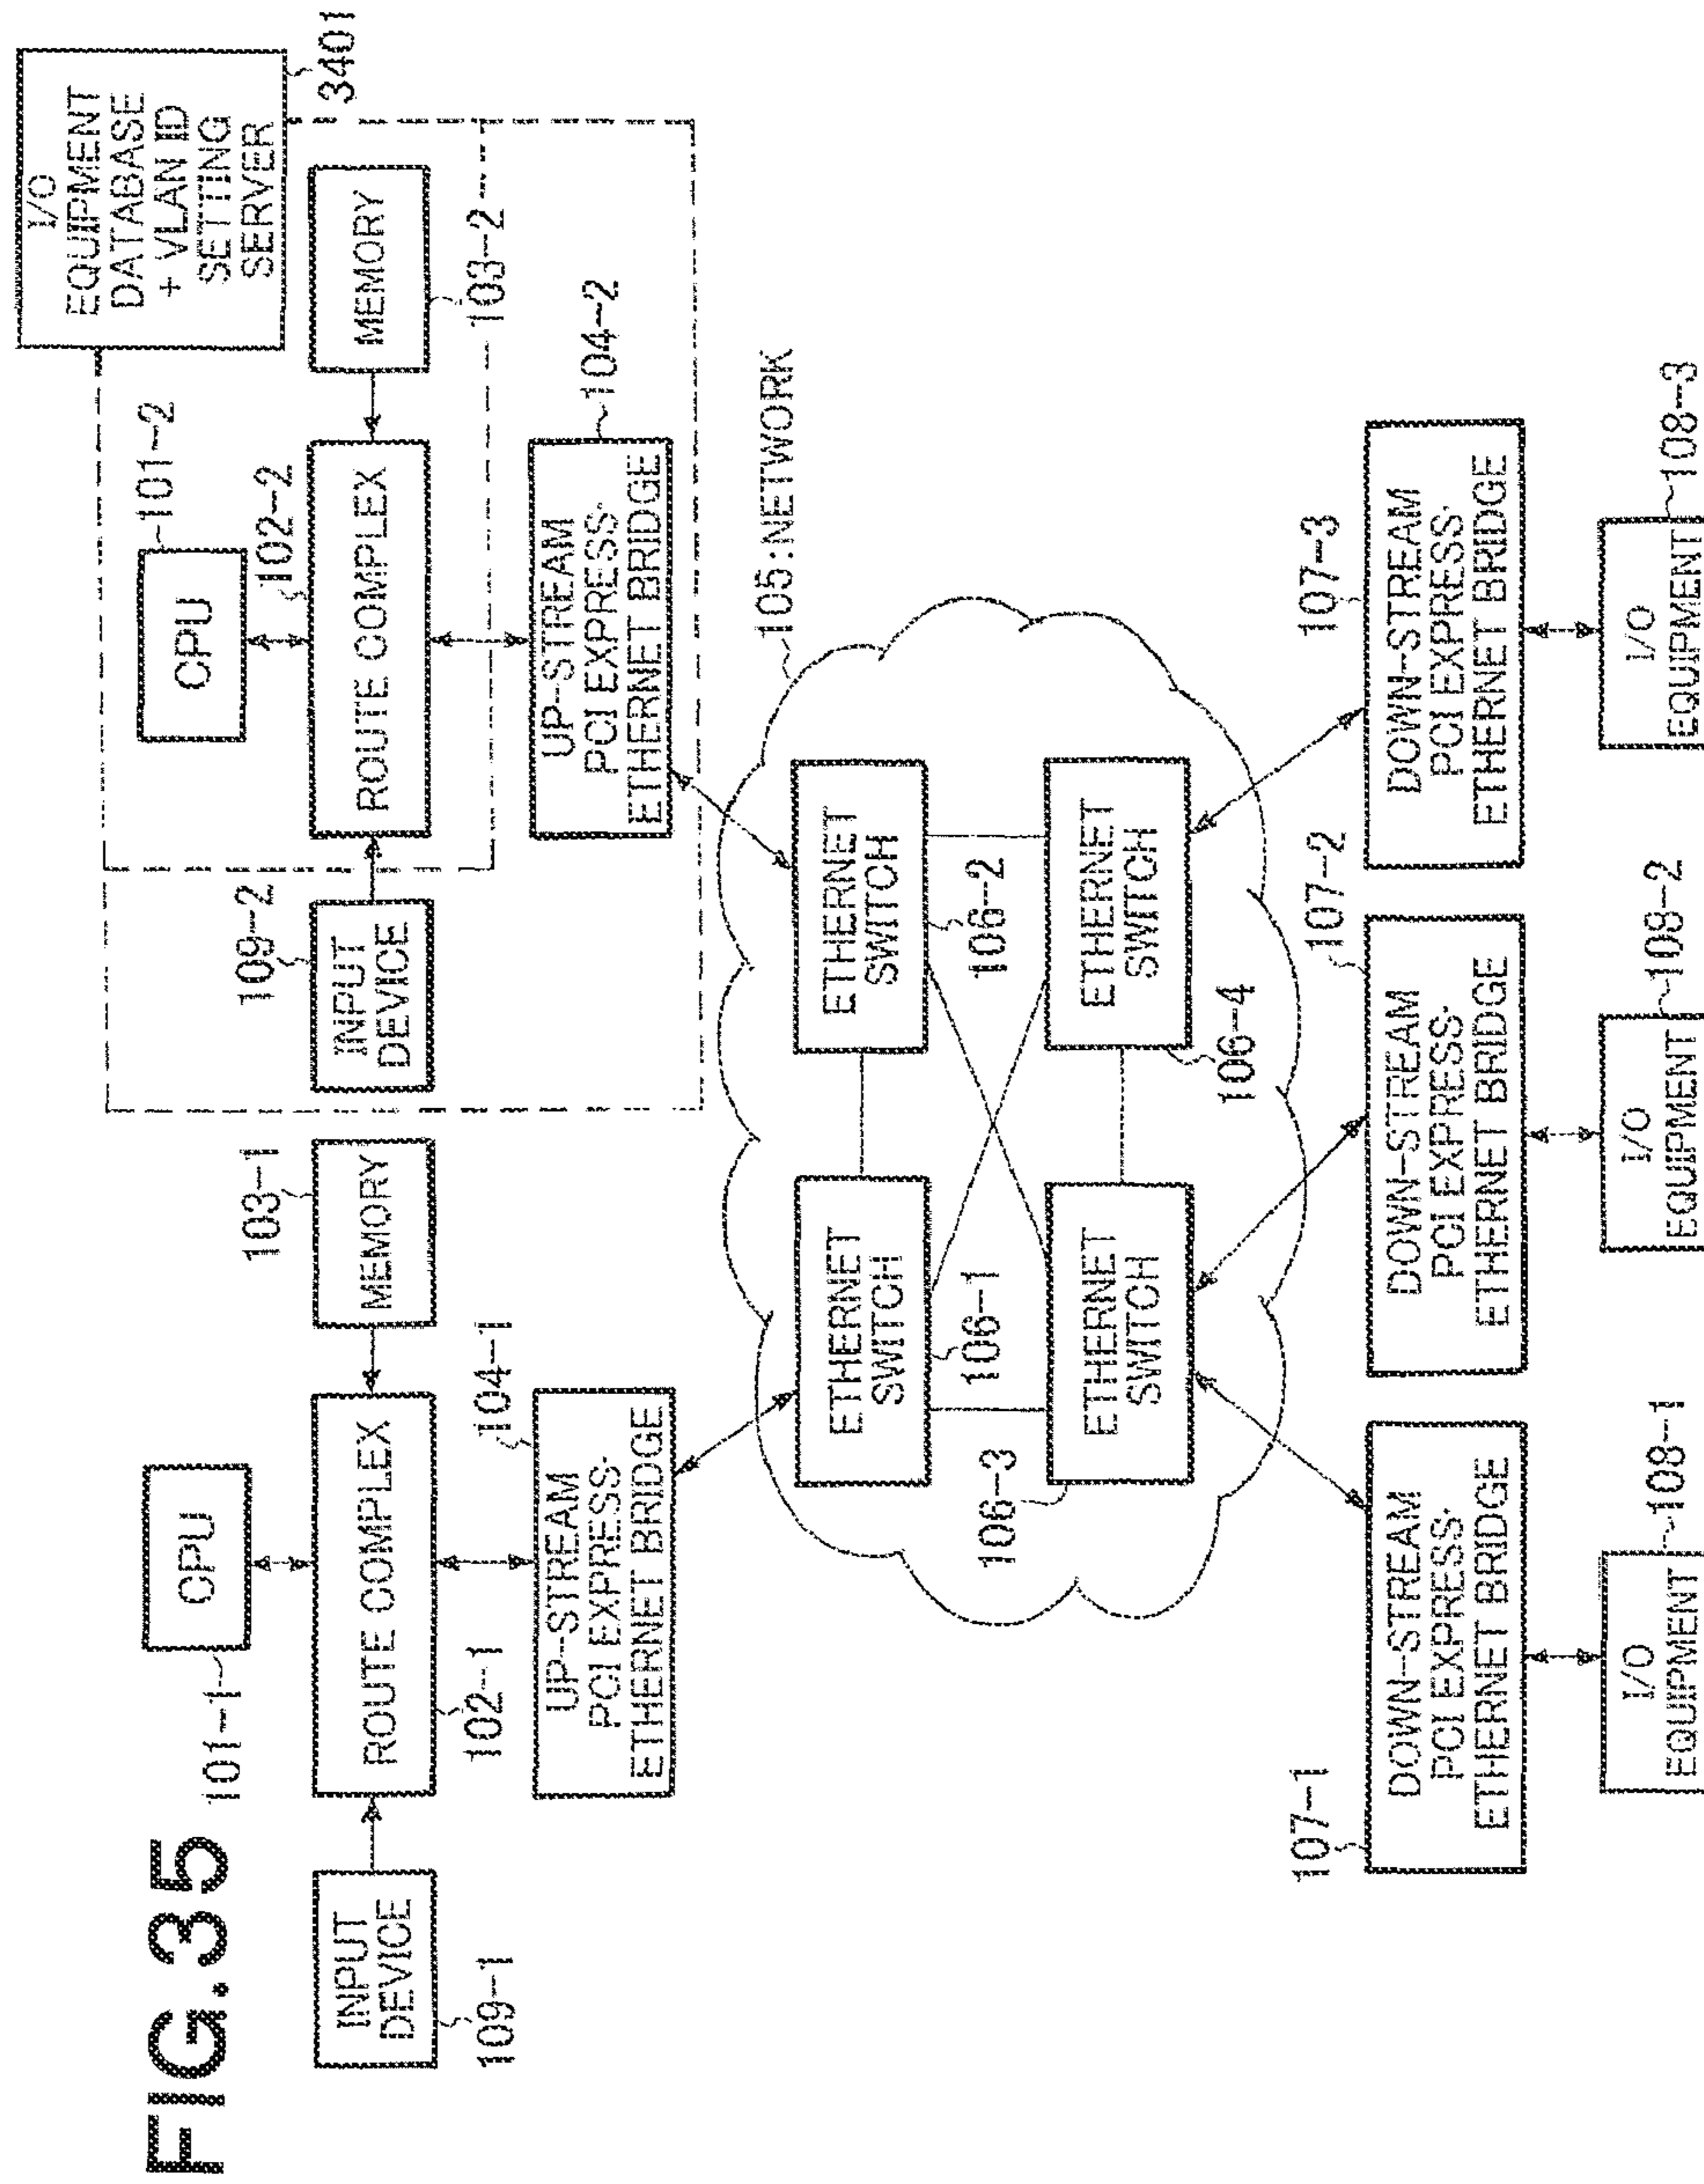 FIG.35
I/O
EQUIPMENT
DATABASE
+ VLAN ID
SETTING
SERVER
3401
101-1
CPU
CPU
101-2
109-1
INPUT
DEVICE
ROUTE COMPLEX
102-1
MEMORY
103-1
109-2
INPUT
DEVICE
ROUTE COMPLEX
102-2
MEMORY
103-2
UP-STREAM
PCI EXPRESS-
ETHERNET BRIDGE
104-1
UP-STREAM
PCI EXPRESS-
ETHERNET BRIDGE
104-2
105:NETWORK
ETHERNET
SWITCH
106-1
ETHERNET
SWITCH
106-2
106-3
ETHERNET
SWITCH
ETHERNET
SWITCH
106-4
107-1
DOWN-STREAM
PCI EXPRESS-
ETHERNET BRIDGE
107-2
DOWN-STREAM
PCI EXPRESS-
ETHERNET BRIDGE
107-3
DOWN-STREAM
PCI EXPRESS-
ETHERNET BRIDGE
I/O
EQUIPMENT
108-1
I/O
EQUIPMENT
108-2
I/O
EQUIPMENT
108-3